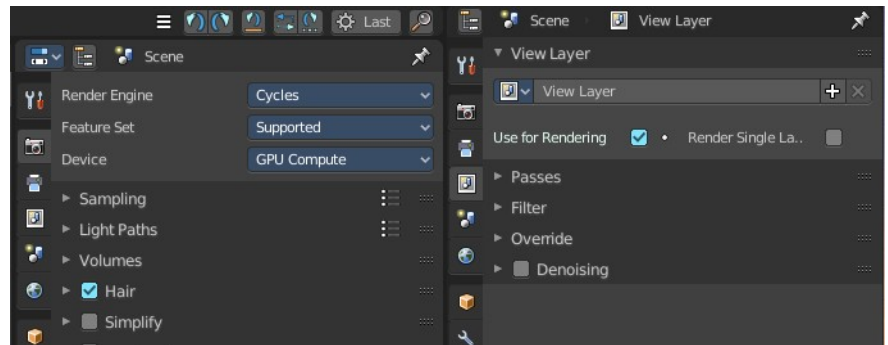 Last
Scene
Render Engine Cycles
Feature Set Supported
Device GPU Compute
Sampling
Light Paths
Volumes
Hair
Simplify
Scene View Layer
View Layer
View Layer
Use for Rendering Render Single La..
Passes
Filter
Override
Denoising